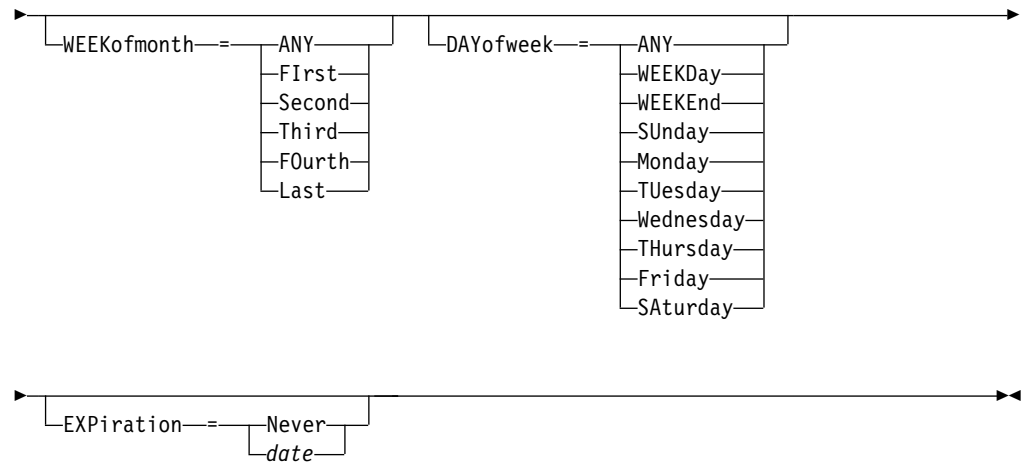 WEEKofmonth = ANY DAYofweek = ANY
FIrst WEEKDay
Second WEEKEnd
Third SUnday
FOurth Monday
Last TUesday
Wednesday
THursday
Friday
SAturday
EXPiration = Never
date